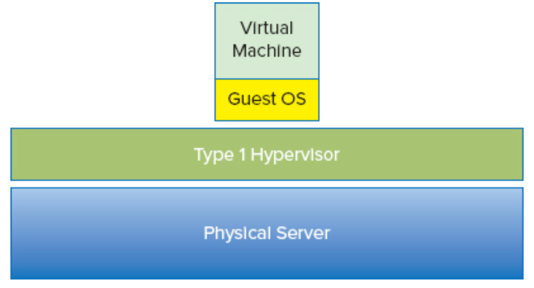 Virtual
Machine
Guest OS
Type 1 Hypervisor
Physical Server